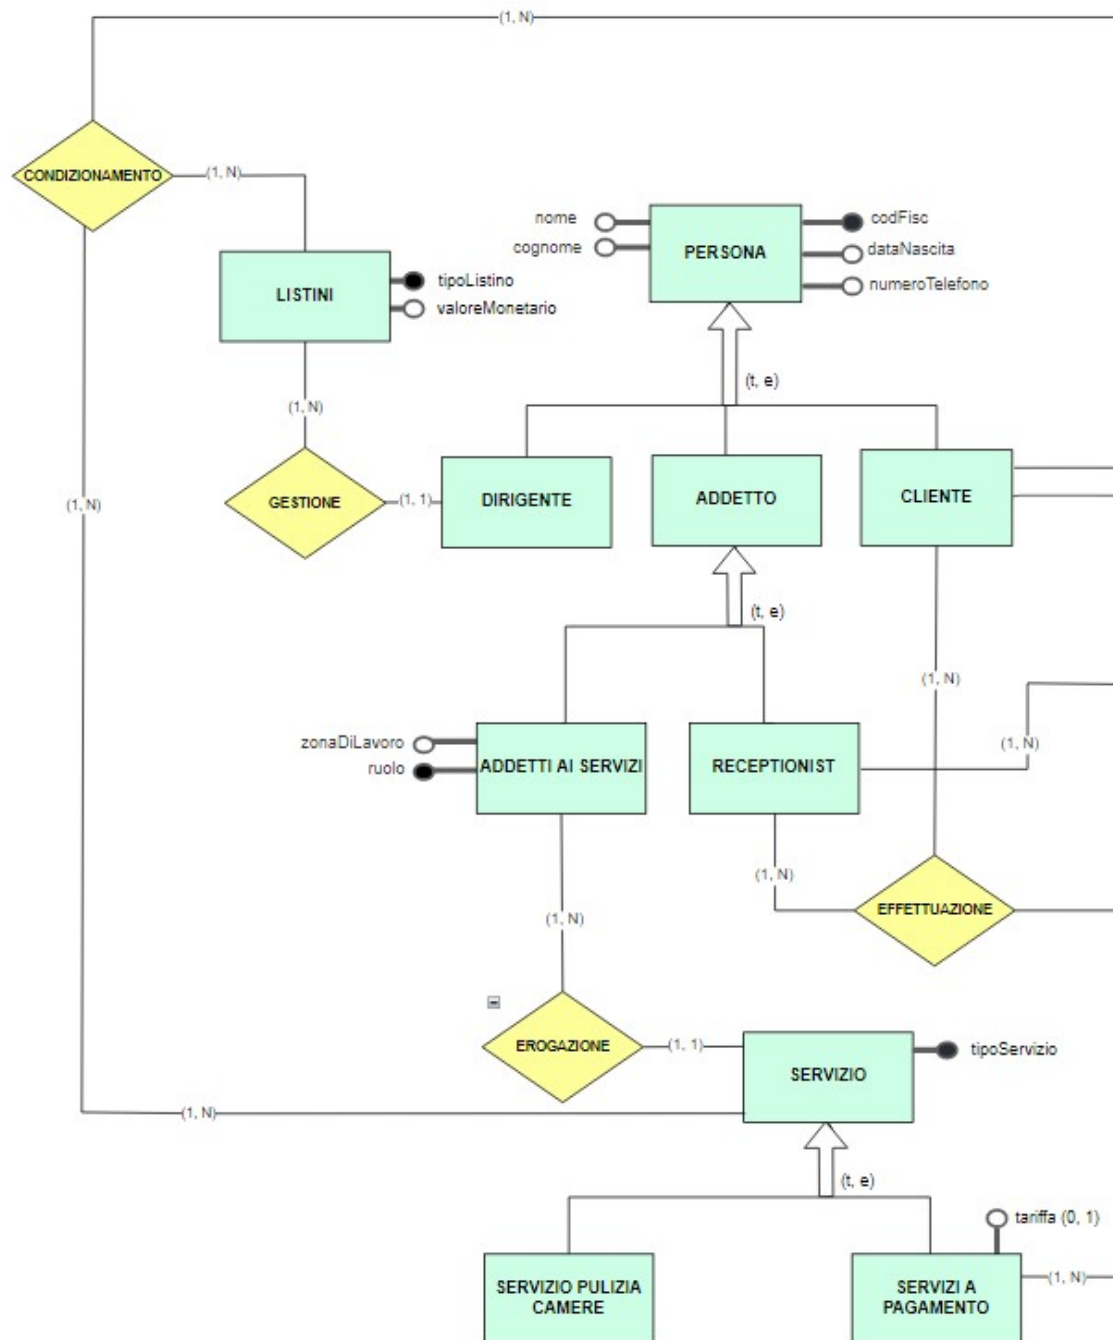 (1, N)
CONDIZIONAMENTO
(1, N)
nome
cognome
PERSONA
codFisc
dataNascita
numeroTelefono
LISTINI
tipoListino
valoreMonetario
(t, e)
(1, N)
(1, N)
GESTIONE
(1, 1)
DIRIGENTE
ADDETTO
CLIENTE
(t, e)
(1, N)
zonaDiLavoro
ruolo
ADDETTI AI SERVIZI
RECEPTIONIST
(1, N)
(1, N)
(1, N)
EFFETTUAZIONE
EROGAZIONE
(1, 1)
SERVIZIO
tipoServizio
(1, N)
(t, e)
tariffa (0, 1)
SERVIZIO PULIZIA
CAMERE
SERVIZI A
PAGAMENTO
(1, N)